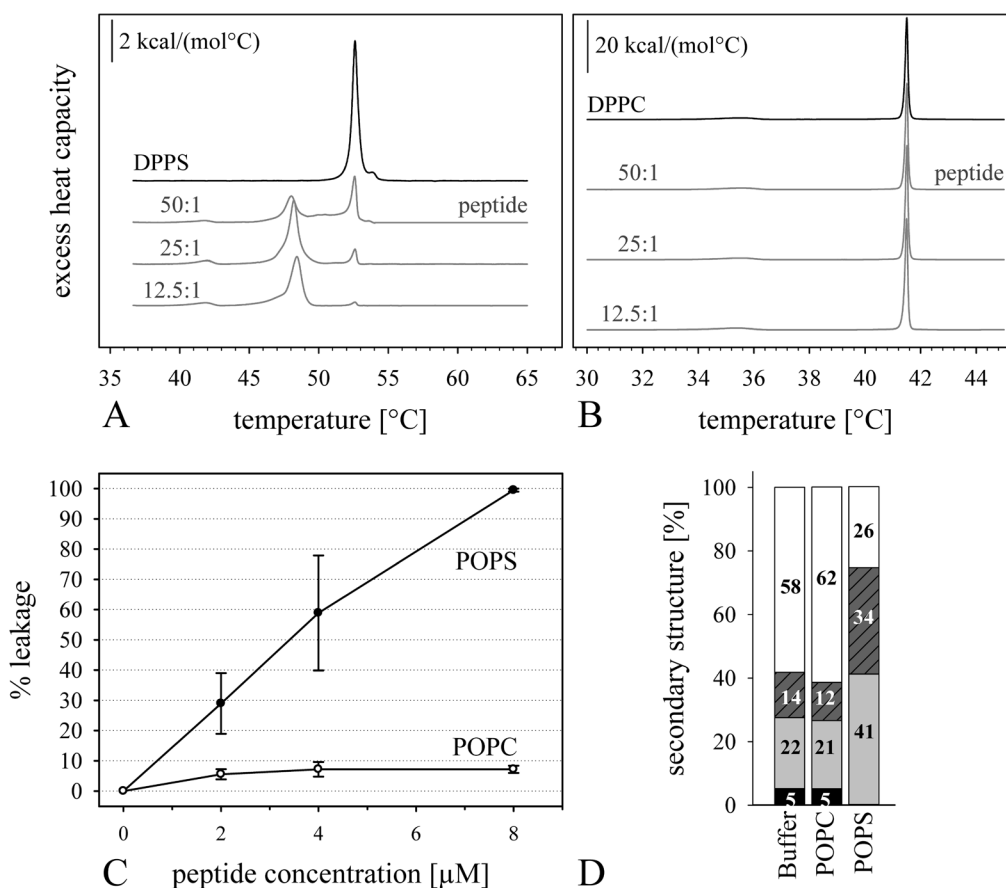 2 kcal/(mol°C)
excess heat capacity
DPPS
50:1
peptide
25:1
12.5:1
35 40 45 50 55 60 65
A
temperature [°C]
20 kcal/(mol°C)
DPPC
50:1
peptide
25:1
12.5:1
30 32 34 36 38 40 42 44
B
temperature [°C]
% leakage
100
90
80
70
60
50
40
30
20
10
0
POPS
POPC
0 2 4 6 8
C
peptide concentration [µM]
secondary structure [%]
100
80
60
40
20
0
58 62 26
14 12 34
22 21 41
5 5
Buffer
POPC
POPS
D